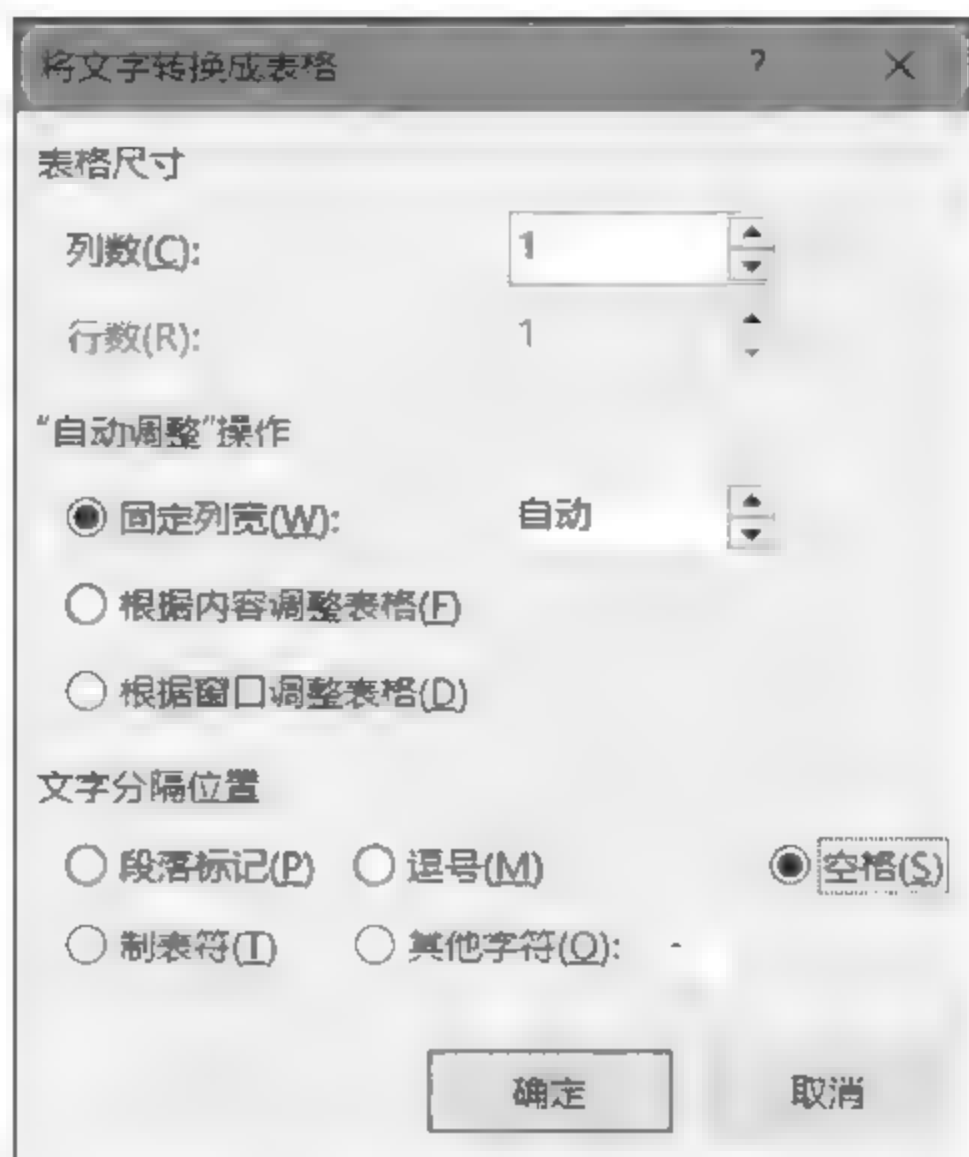 将文字转换成表格 ? ×
表格尺寸
列数(C): 1
行数(R): 1
“自动调整”操作
固定列宽(W): 自动
根据内容调整表格(F)
根据窗口调整表格(D)
文字分隔位置
段落标记(P) 逗号(M) 空格(S)
制表符(T) 其他字符(O): -
确定 取消